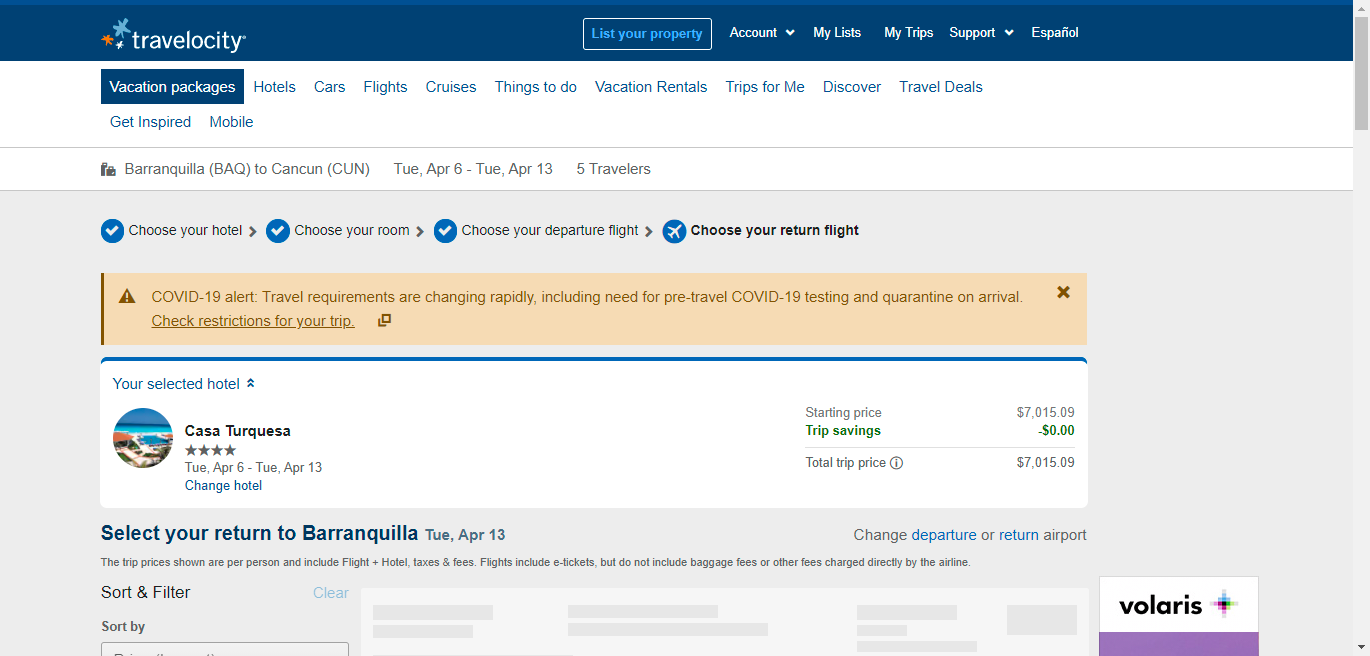 travelocity
List your property
Account
My Lists
My Trips
Support
Español
Vacation packages
Hotels
Cars
Flights
Cruises
Things to do
Vacation Rentals
Trips for Me
Discover
Travel Deals
Get Inspired
Mobile
Barranquilla (BAQ) to Cancun (CUN)
Tue, Apr 6 - Tue, Apr 13
5 Travelers
Choose your hotel
Choose your room
Choose your departure flight
Choose your return flight
COVID-19 alert: Travel requirements are changing rapidly, including need for pre-travel COVID-19 testing and quarantine on arrival.
Check restrictions for your trip.
Your selected hotel
Casa Turquesa
Tue, Apr 6 - Tue, Apr 13
Change hotel
Starting price $7,015.09
Trip savings -$0.00
Total trip price $7,015.09
Select your return to Barranquilla Tue, Apr 13
Change departure or return airport
The trip prices shown are per person and include Flight + Hotel, taxes & fees. Flights include e-tickets, but do not include baggage fees or other fees charged directly by the airline.
Sort & Filter
Clear
Sort by
volaris